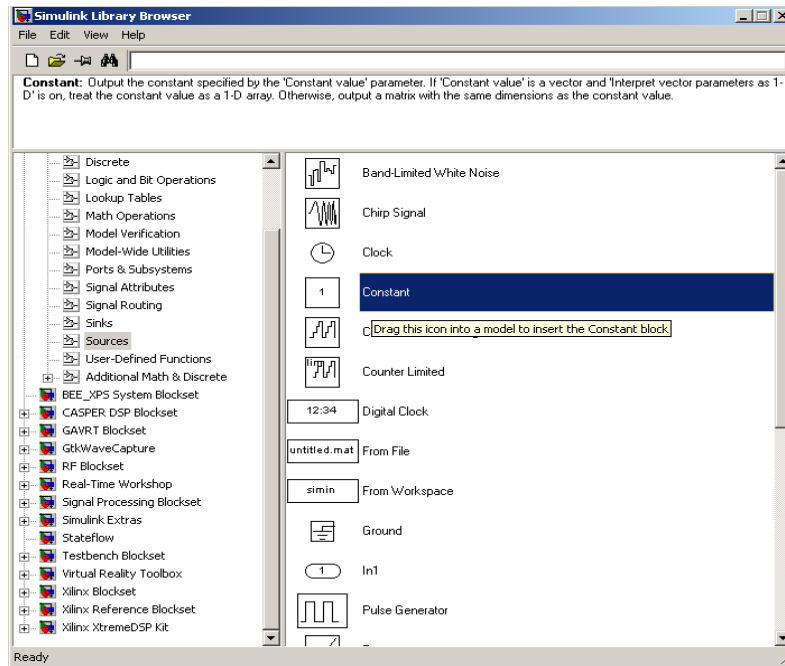 Simulink Library Browser
File Edit View Help
Constant: Output the constant specified by the 'Constant value' parameter. If 'Constant value' is a vector and 'Interpret vector parameters as 1-
D' is on, treat the constant value as a 1-D array. Otherwise, output a matrix with the same dimensions as the constant value.
Discrete
Logic and Bit Operations
Lookup Tables
Math Operations
Model Verification
Model-Wide Utilities
Ports & Subsystems
Signal Attributes
Signal Routing
Sinks
Sources
User-Defined Functions
Additional Math & Discrete
BEE_XPS System Blockset
CASPER DSP Blockset
GAVRT Blockset
GtkWaveCapture
RF Blockset
Real-Time Workshop
Signal Processing Blockset
Simulink Extras
Stateflow
Testbench Blockset
Virtual Reality Toolbox
Xilinx Blockset
Xilinx Reference Blockset
Xilinx XtremeDSP Kit
Band-Limited White Noise
Chirp Signal
Clock
1 Constant
Drag this icon into a model to insert the Constant block
lim Counter Limited
12:34 Digital Clock
untitled.mat From File
simin From Workspace
Ground
1 In1
Pulse Generator
Ready